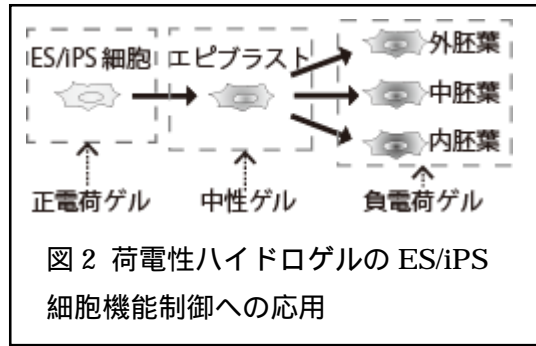 ES/iPS 細胞 エピブラスト 外胚葉
中胚葉
内胚葉
正電荷ゲル 中性ゲル 負電荷ゲル
図 2 荷電性ハイドロゲルの ES/iPS
細胞機能制御への応用